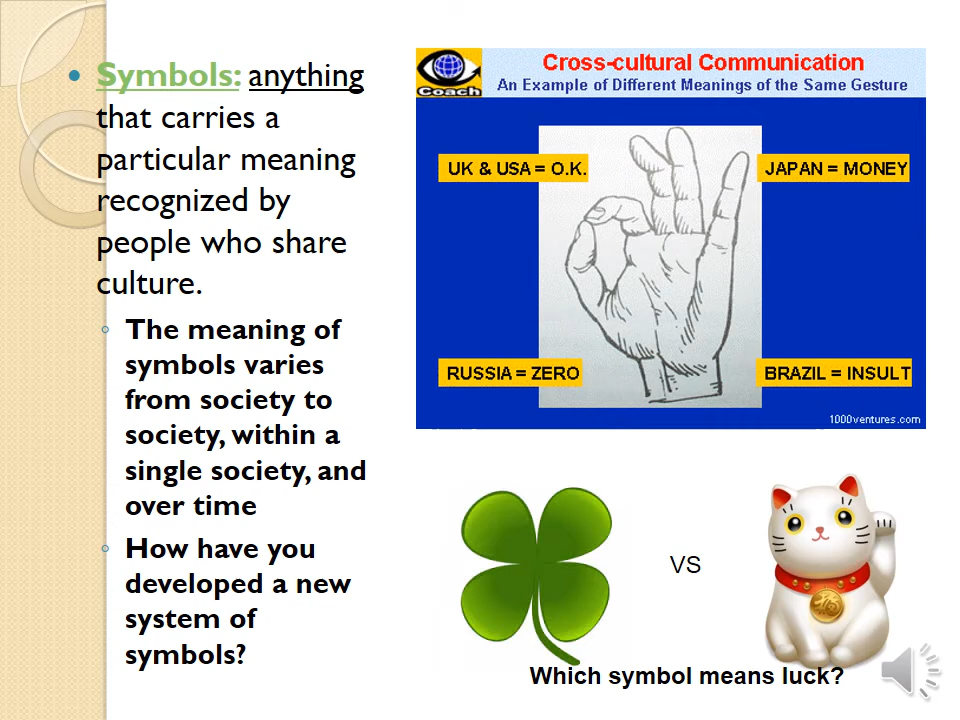 Symbols: anything
that carries a
particular meaning
recognized by
people who share
culture.
The meaning of
symbols varies
from society to
society, within a
single society, and
over time
How have you
developed a new
system of
symbols?
Coach
Cross-cultural Communication
An Example of Different Meanings of the Same Gesture
UK & USA = O.K.
JAPAN = MONEY
RUSSIA = ZERO
BRAZIL = INSULT
1000ventures.com
VS
福
Which symbol means luck?